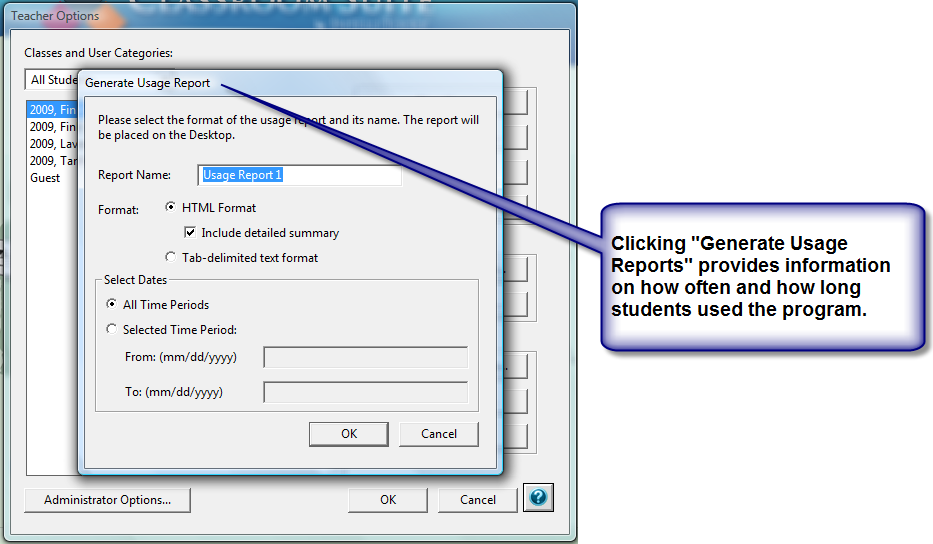 CLASSROOM SUITE
Teacher Options
Classes and User Categories:
All Stude
Generate Usage Report
2009, Fin
2009, Fin
2009, Lav
2009, Tar
Guest
Please select the format of the usage report and its name. The report will
be placed on the Desktop.
Report Name: Usage Report 1
Format: HTML Format
Include detailed summary
Tab-delimited text format
Select Dates
All Time Periods
Selected Time Period:
From: (mm/dd/yyyy)
To: (mm/dd/yyyy)
OK Cancel
Administrator Options... OK Cancel ?
Clicking "Generate Usage
Reports" provides information
on how often and how long
students used the program.